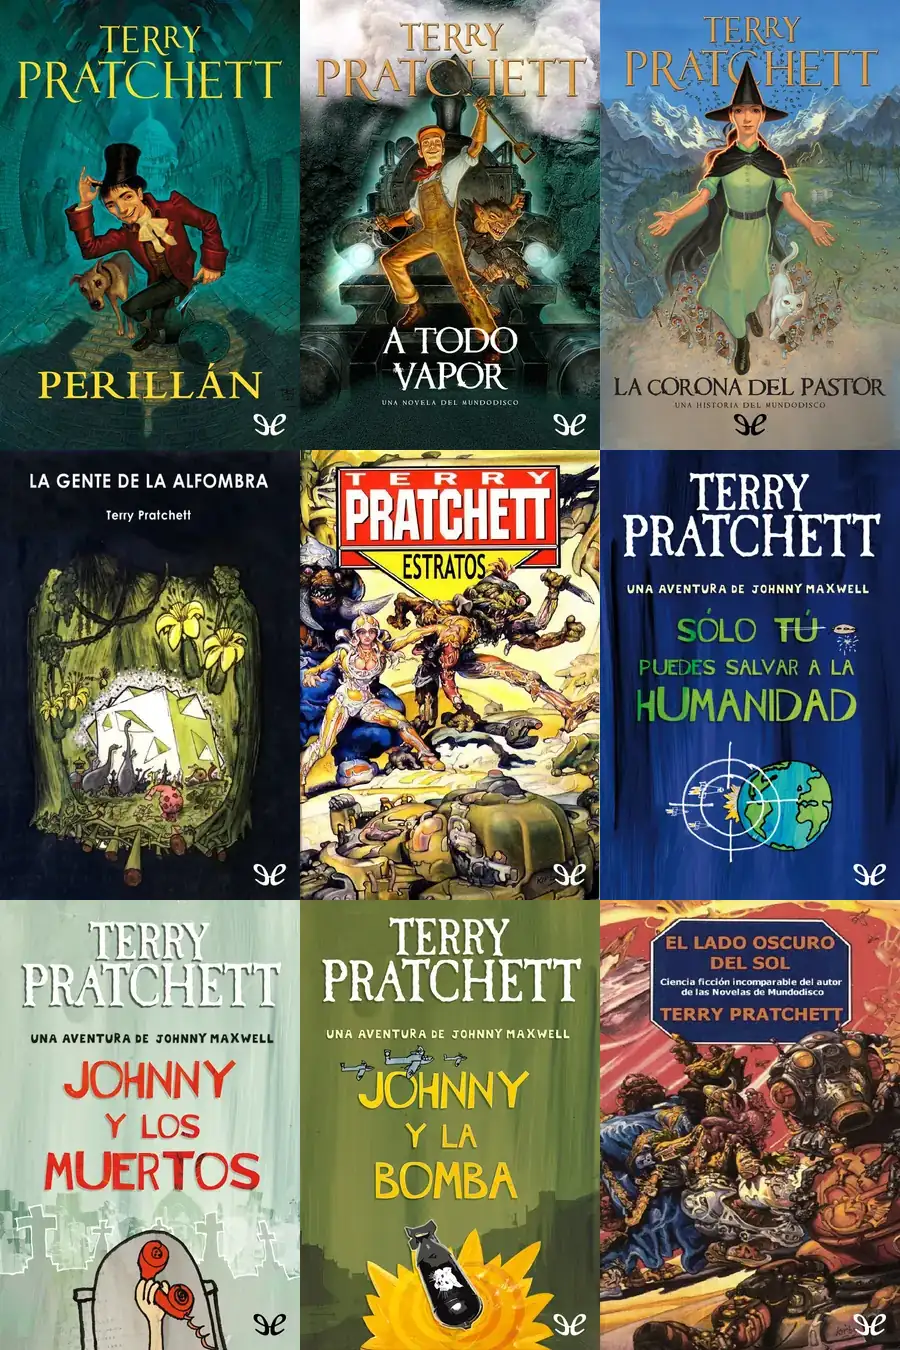 TERRY
PRATCHETT
PERILLÁN
TERRY
PRATCHETT
A TODO
VAPOR
UNA NOVELA DEL MUNDODISCO
TERRY
PRATCHETT
LA CORONA DEL PASTOR
UNA HISTORIA DEL MUNDODISCO
LA GENTE DE LA ALFOMBRA
Terry Pratchett
TERRY
PRATCHETT
ESTRATOS
TERRY
PRATCHETT
UNA AVENTURA DE JOHNNY MAXWELL
SÓLO TÚ
PUEDES SALVAR A LA
HUMANIDAD
TERRY
PRATCHETT
UNA AVENTURA DE JOHNNY MAXWELL
JOHNNY
Y LOS
MUERTOS
TERRY
PRATCHETT
UNA AVENTURA DE JOHNNY MAXWELL
JOHNNY
Y LA
BOMBA
EL LADO OSCURO
DEL SOL
Ciencia ficción incomparable del autor
de las Novelas de Mundodisco
TERRY PRATCHETT